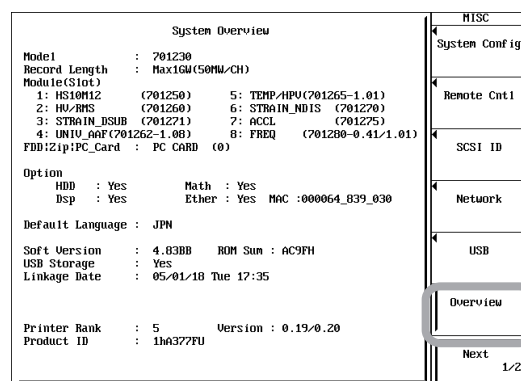 System Overview
Model : 701230
Record Length : Max1GW(50MW/CH)
Module(Slot)
1: HS10M12 (701250) 5: TEMP/HPV(701265-1.01)
2: HV/RMS (701260) 6: STRAIN_NDIS (701270)
3: STRAIN_DSUB (701271) 7: ACCL (701275)
4: UNIV_AAF(701262-1.08) 8: FREQ (701280-0.41/1.01)
FDD¦Zip¦PC_Card : PC CARD (0)
Option
HDD : Yes Math : Yes
Dsp : Yes Ether : Yes MAC :000064_839_030
Default Language : JPN
Soft Version : 4.83BB ROM Sum : AC9FH
USB Storage : Yes
Linkage Date : 05/01/18 Tue 17:35
Printer Rank : 5 Version : 0.19/0.20
Product ID : 1hA377FU
MISC
System Config
Remote Cntl
SCSI ID
Network
USB
Overview
Next
1/2